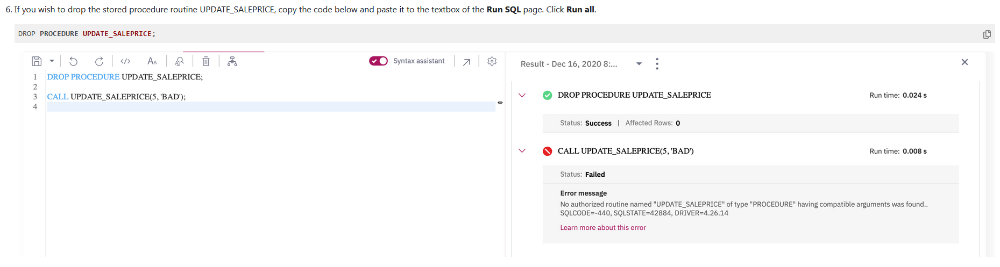 6. If you wish to drop the stored procedure routine UPDATE_SALEPRICE, copy the code below and paste it to the textbox of the Run SQL page. Click Run all.
DROP PROCEDURE UPDATE_SALEPRICE;
</> AA Syntax assistant
1 DROP PROCEDURE UPDATE_SALEPRICE;
2
3 CALL UPDATE_SALEPRICE(5, 'BAD');
4
Result - Dec 16, 2020 8:...
DROP PROCEDURE UPDATE_SALEPRICE Run time: 0.024 s
Status: Success | Affected Rows: 0
CALL UPDATE_SALEPRICE(5, 'BAD') Run time: 0.008 s
Status: Failed
Error message
No authorized routine named "UPDATE_SALEPRICE" of type "PROCEDURE" having compatible arguments was found..
SQLCODE=-440, SQLSTATE=42884, DRIVER=4.26.14
Learn more about this error